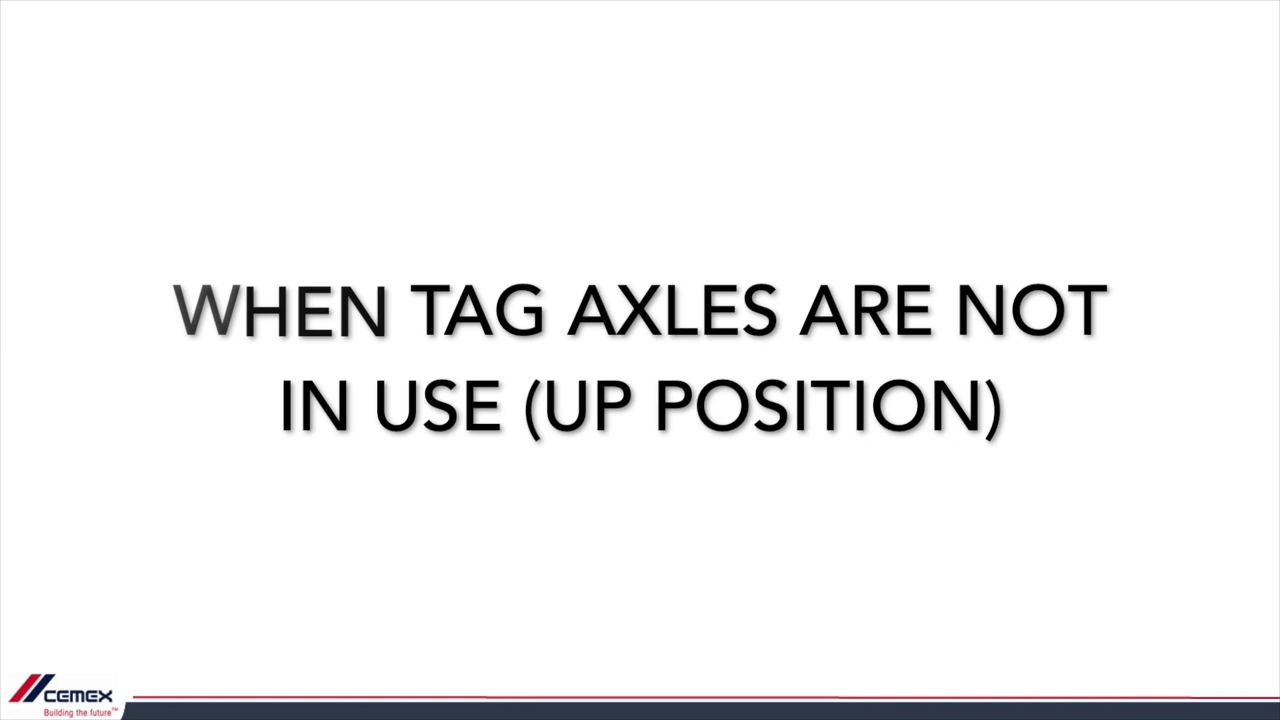 WHEN TAG AXLES ARE NOT
IN USE (UP POSITION)
CEMEX
Building the future™